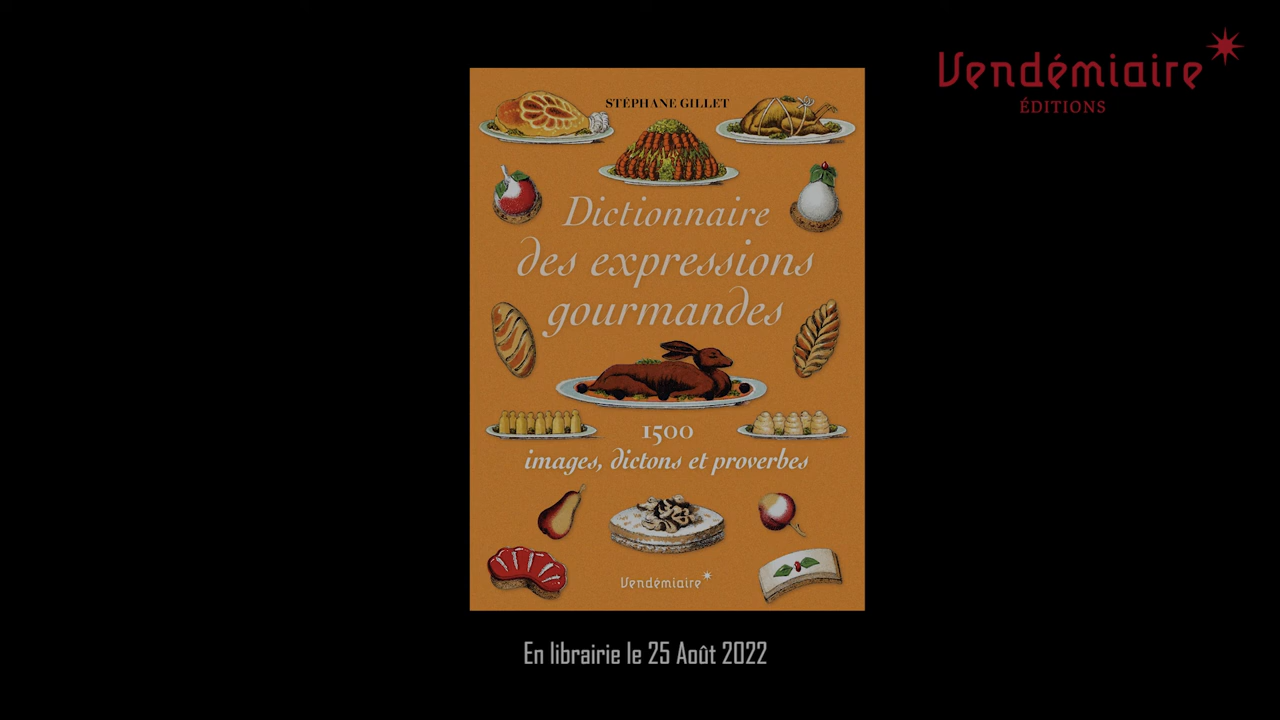 Vendémiaire
ÉDITIONS
STÉPHANE GILLET
Dictionnaire
des expressions
gourmandes
1500
images, dictons et proverbes
Vendémiaire
En librairie le 25 Août 2022